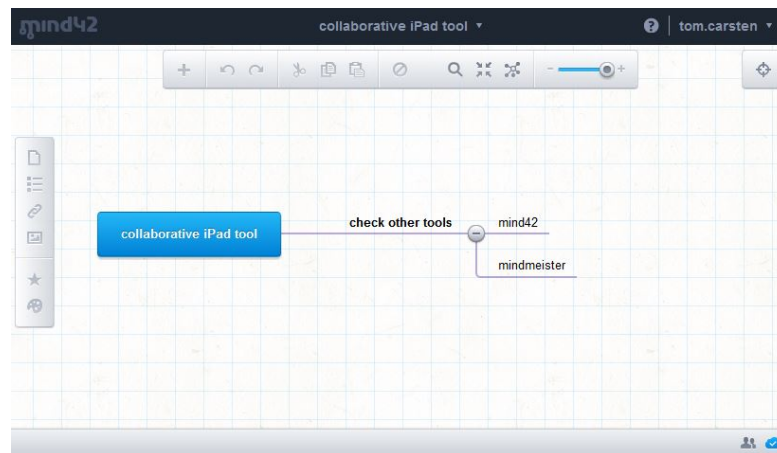 mind42
collaborative iPad tool
tom.carsten
collaborative iPad tool
check other tools
mind42
mindmeister